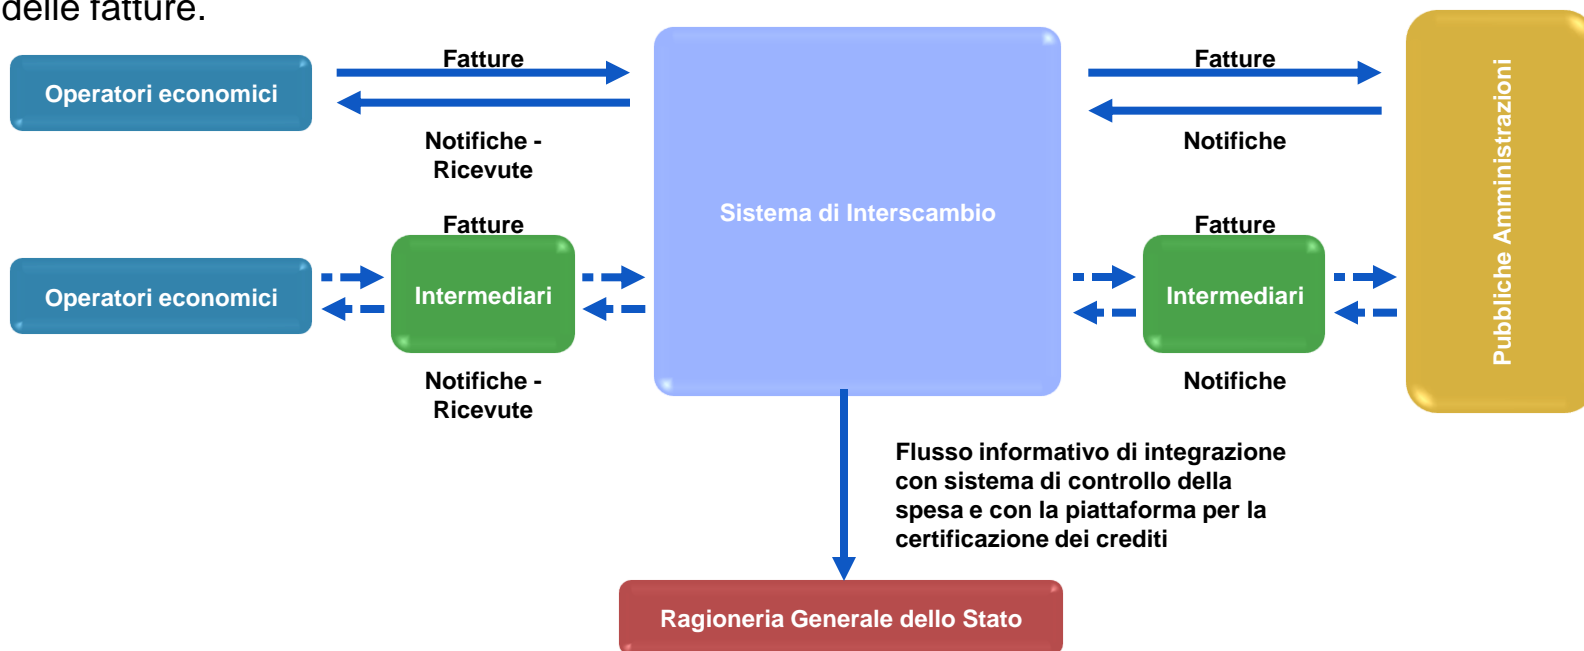 delle fatture.
Fatture
Fatture
Operatori economici
Notifiche -
Ricevute
Notifiche
Sistema di Interscambio
Pubbliche Amministrazioni
Fatture
Fatture
Operatori economici
Intermediari
Intermediari
Notifiche -
Ricevute
Notifiche
Flusso informativo di integrazione
con sistema di controllo della
spesa e con la piattaforma per la
certificazione dei crediti
Ragioneria Generale dello Stato